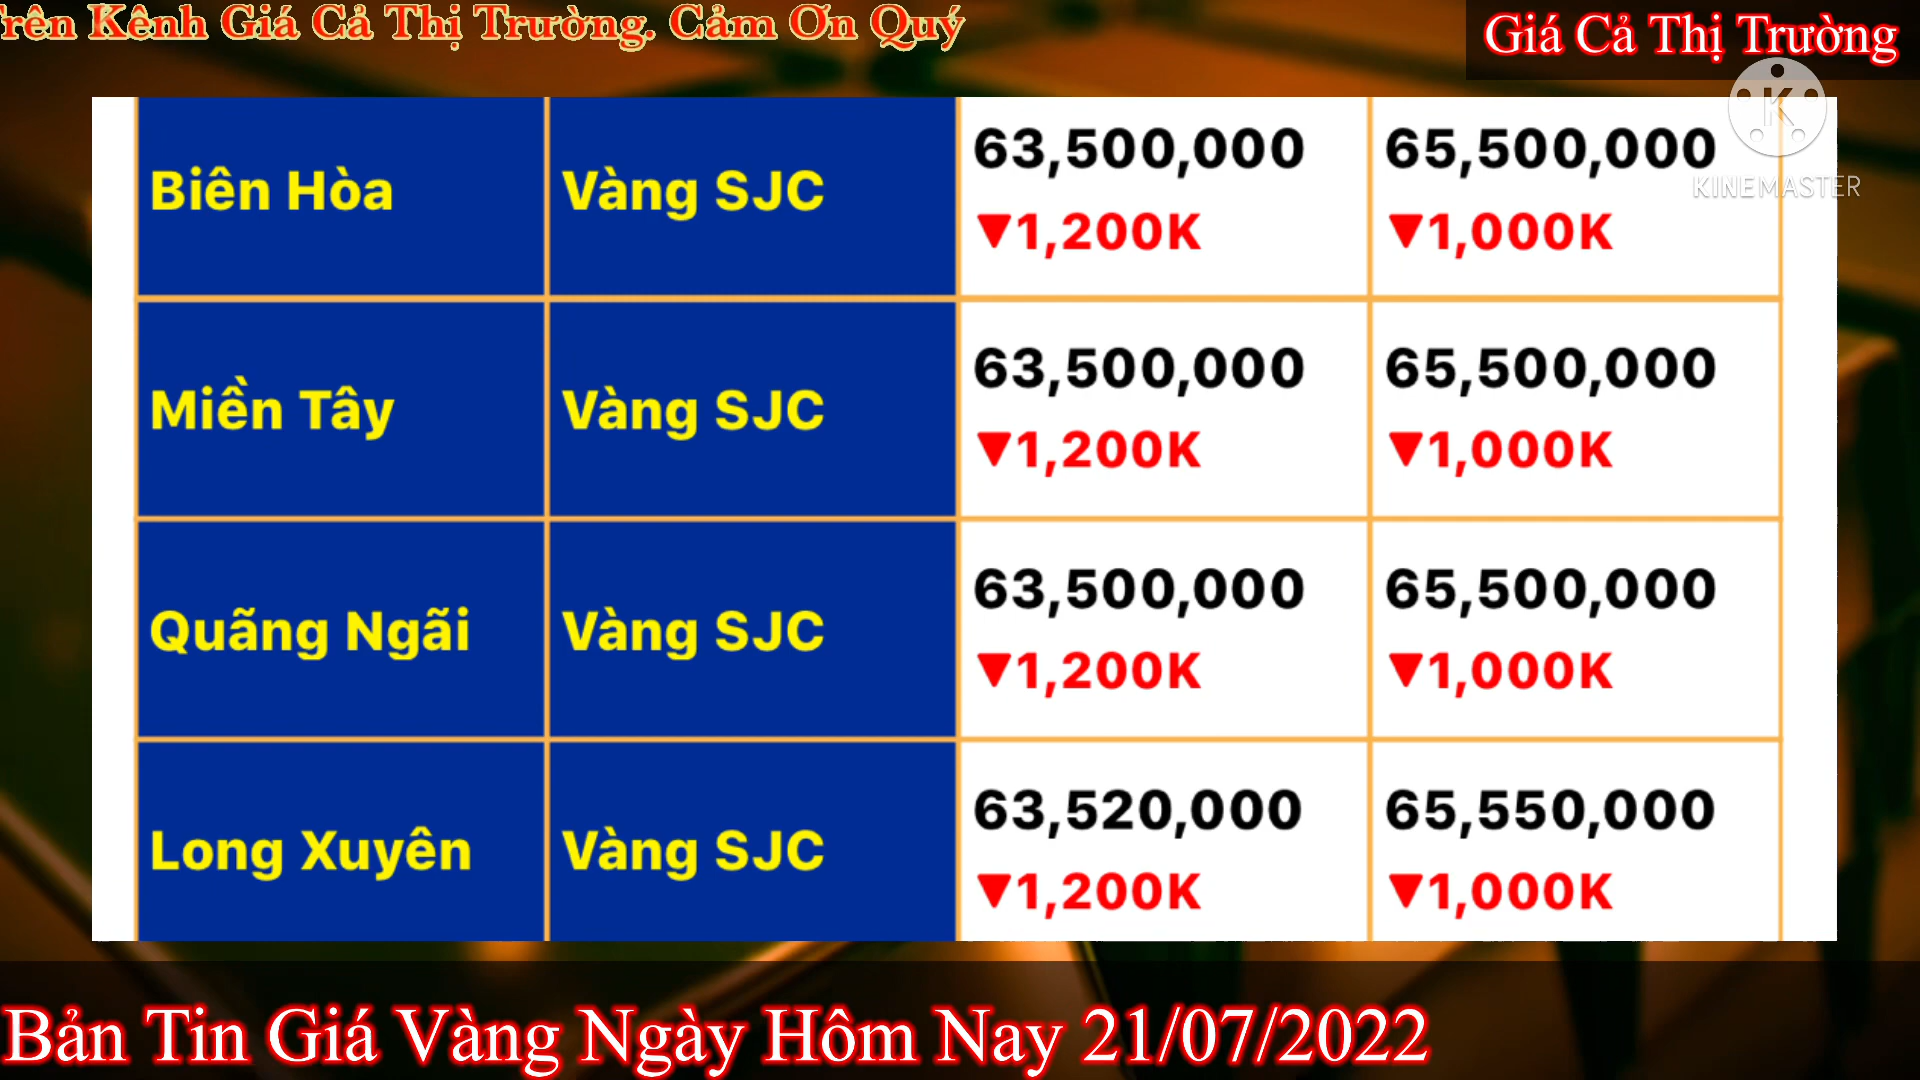 rên Kênh Giá Cả Thị Trường. Cảm Ơn Quý
Giá Cả Thị Trường
KINEMASTER
Biên Hòa
Vàng SJC
63,500,000
▼1,200K
65,500,000
▼1,000K
Miền Tây
Vàng SJC
63,500,000
▼1,200K
65,500,000
▼1,000K
Quãng Ngãi
Vàng SJC
63,500,000
▼1,200K
65,500,000
▼1,000K
Long Xuyên
Vàng SJC
63,520,000
▼1,200K
65,550,000
▼1,000K
Bản Tin Giá Vàng Ngày Hôm Nay 21/07/2022